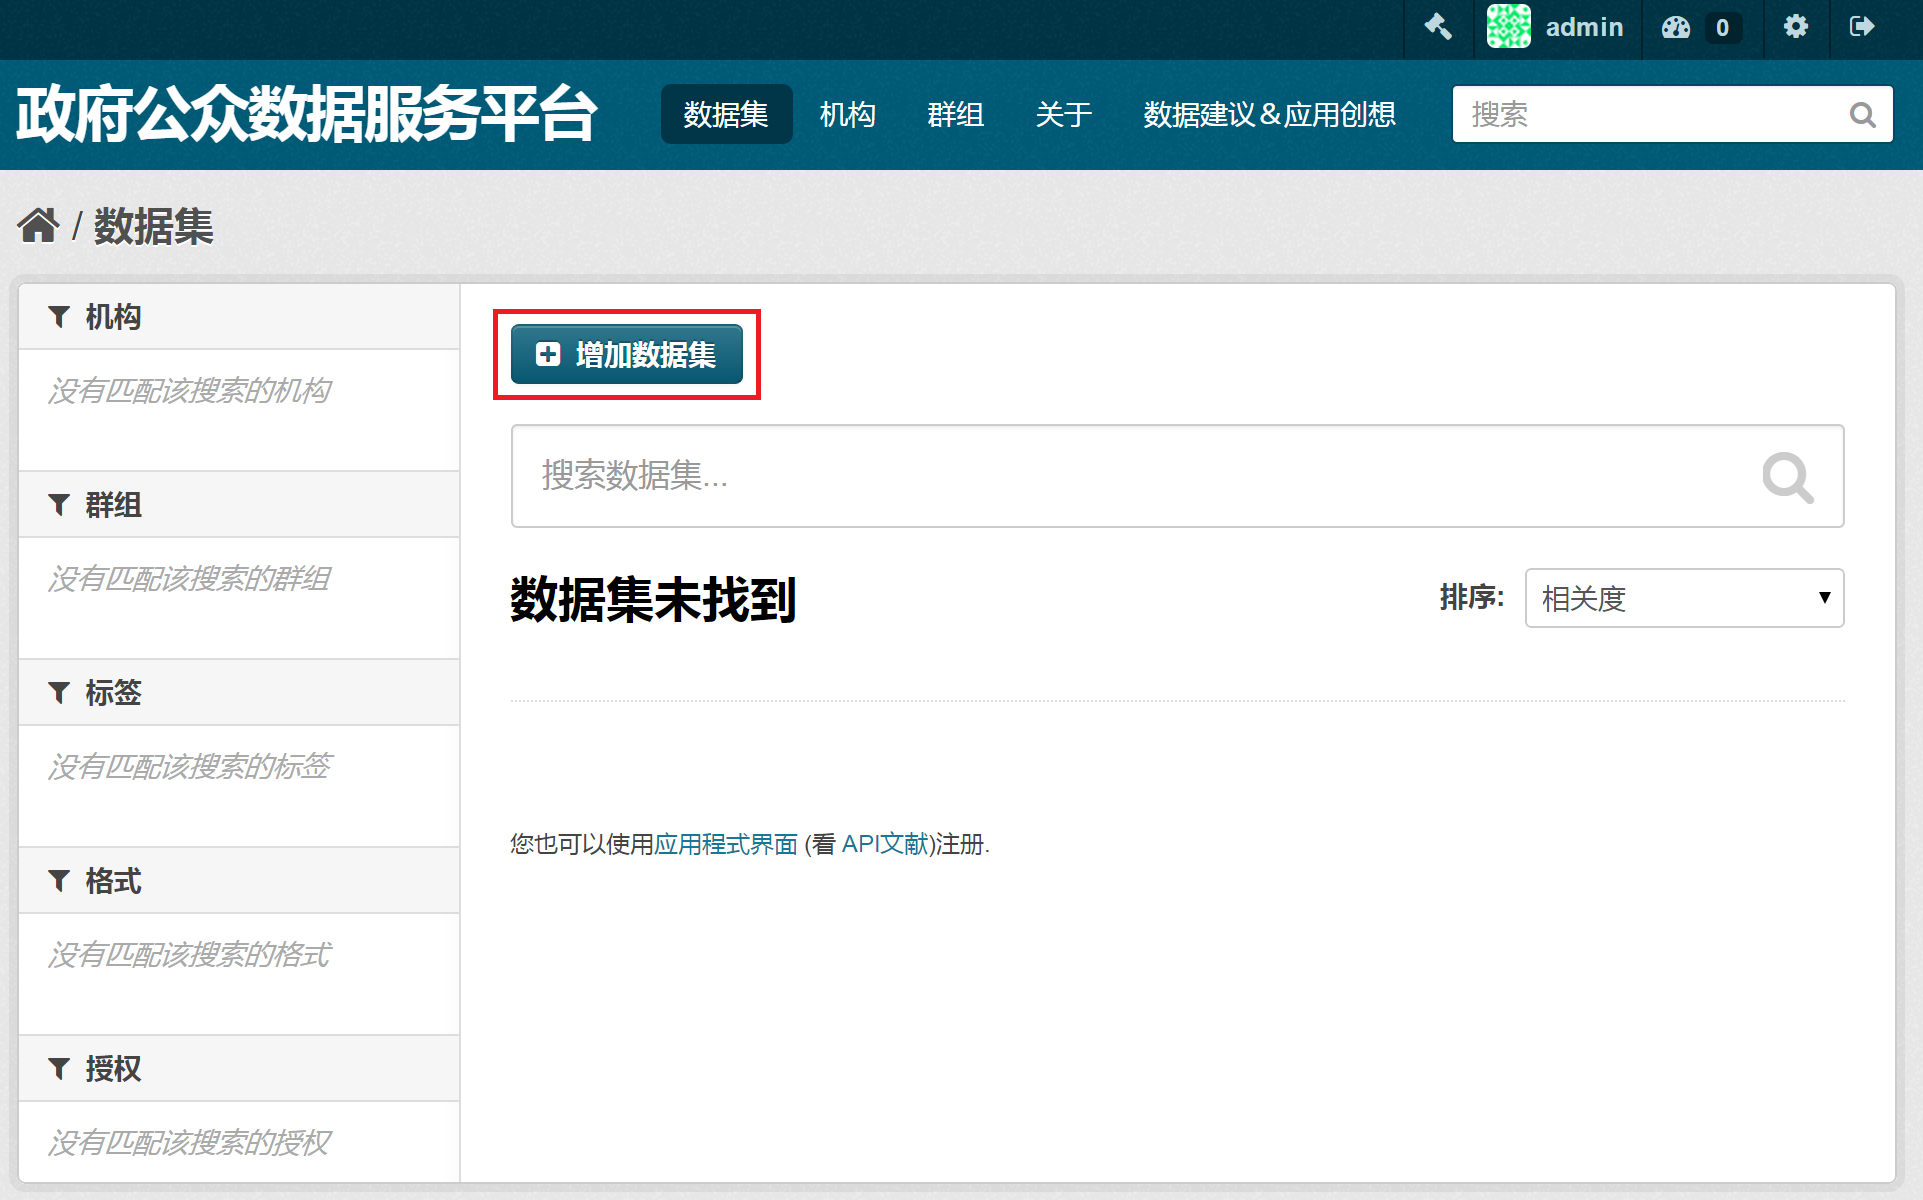 admin 0
政府公众数据服务平台 数据集 机构 群组 关于 数据建议&应用创想 搜索
/ 数据集
机构
没有匹配该搜索的机构
群组
没有匹配该搜索的群组
标签
没有匹配该搜索的标签
格式
没有匹配该搜索的格式
授权
没有匹配该搜索的授权
增加数据集
搜索数据集...
数据集未找到
排序: 相关度
您也可以使用应用程式界面 (看 API文献)注册.